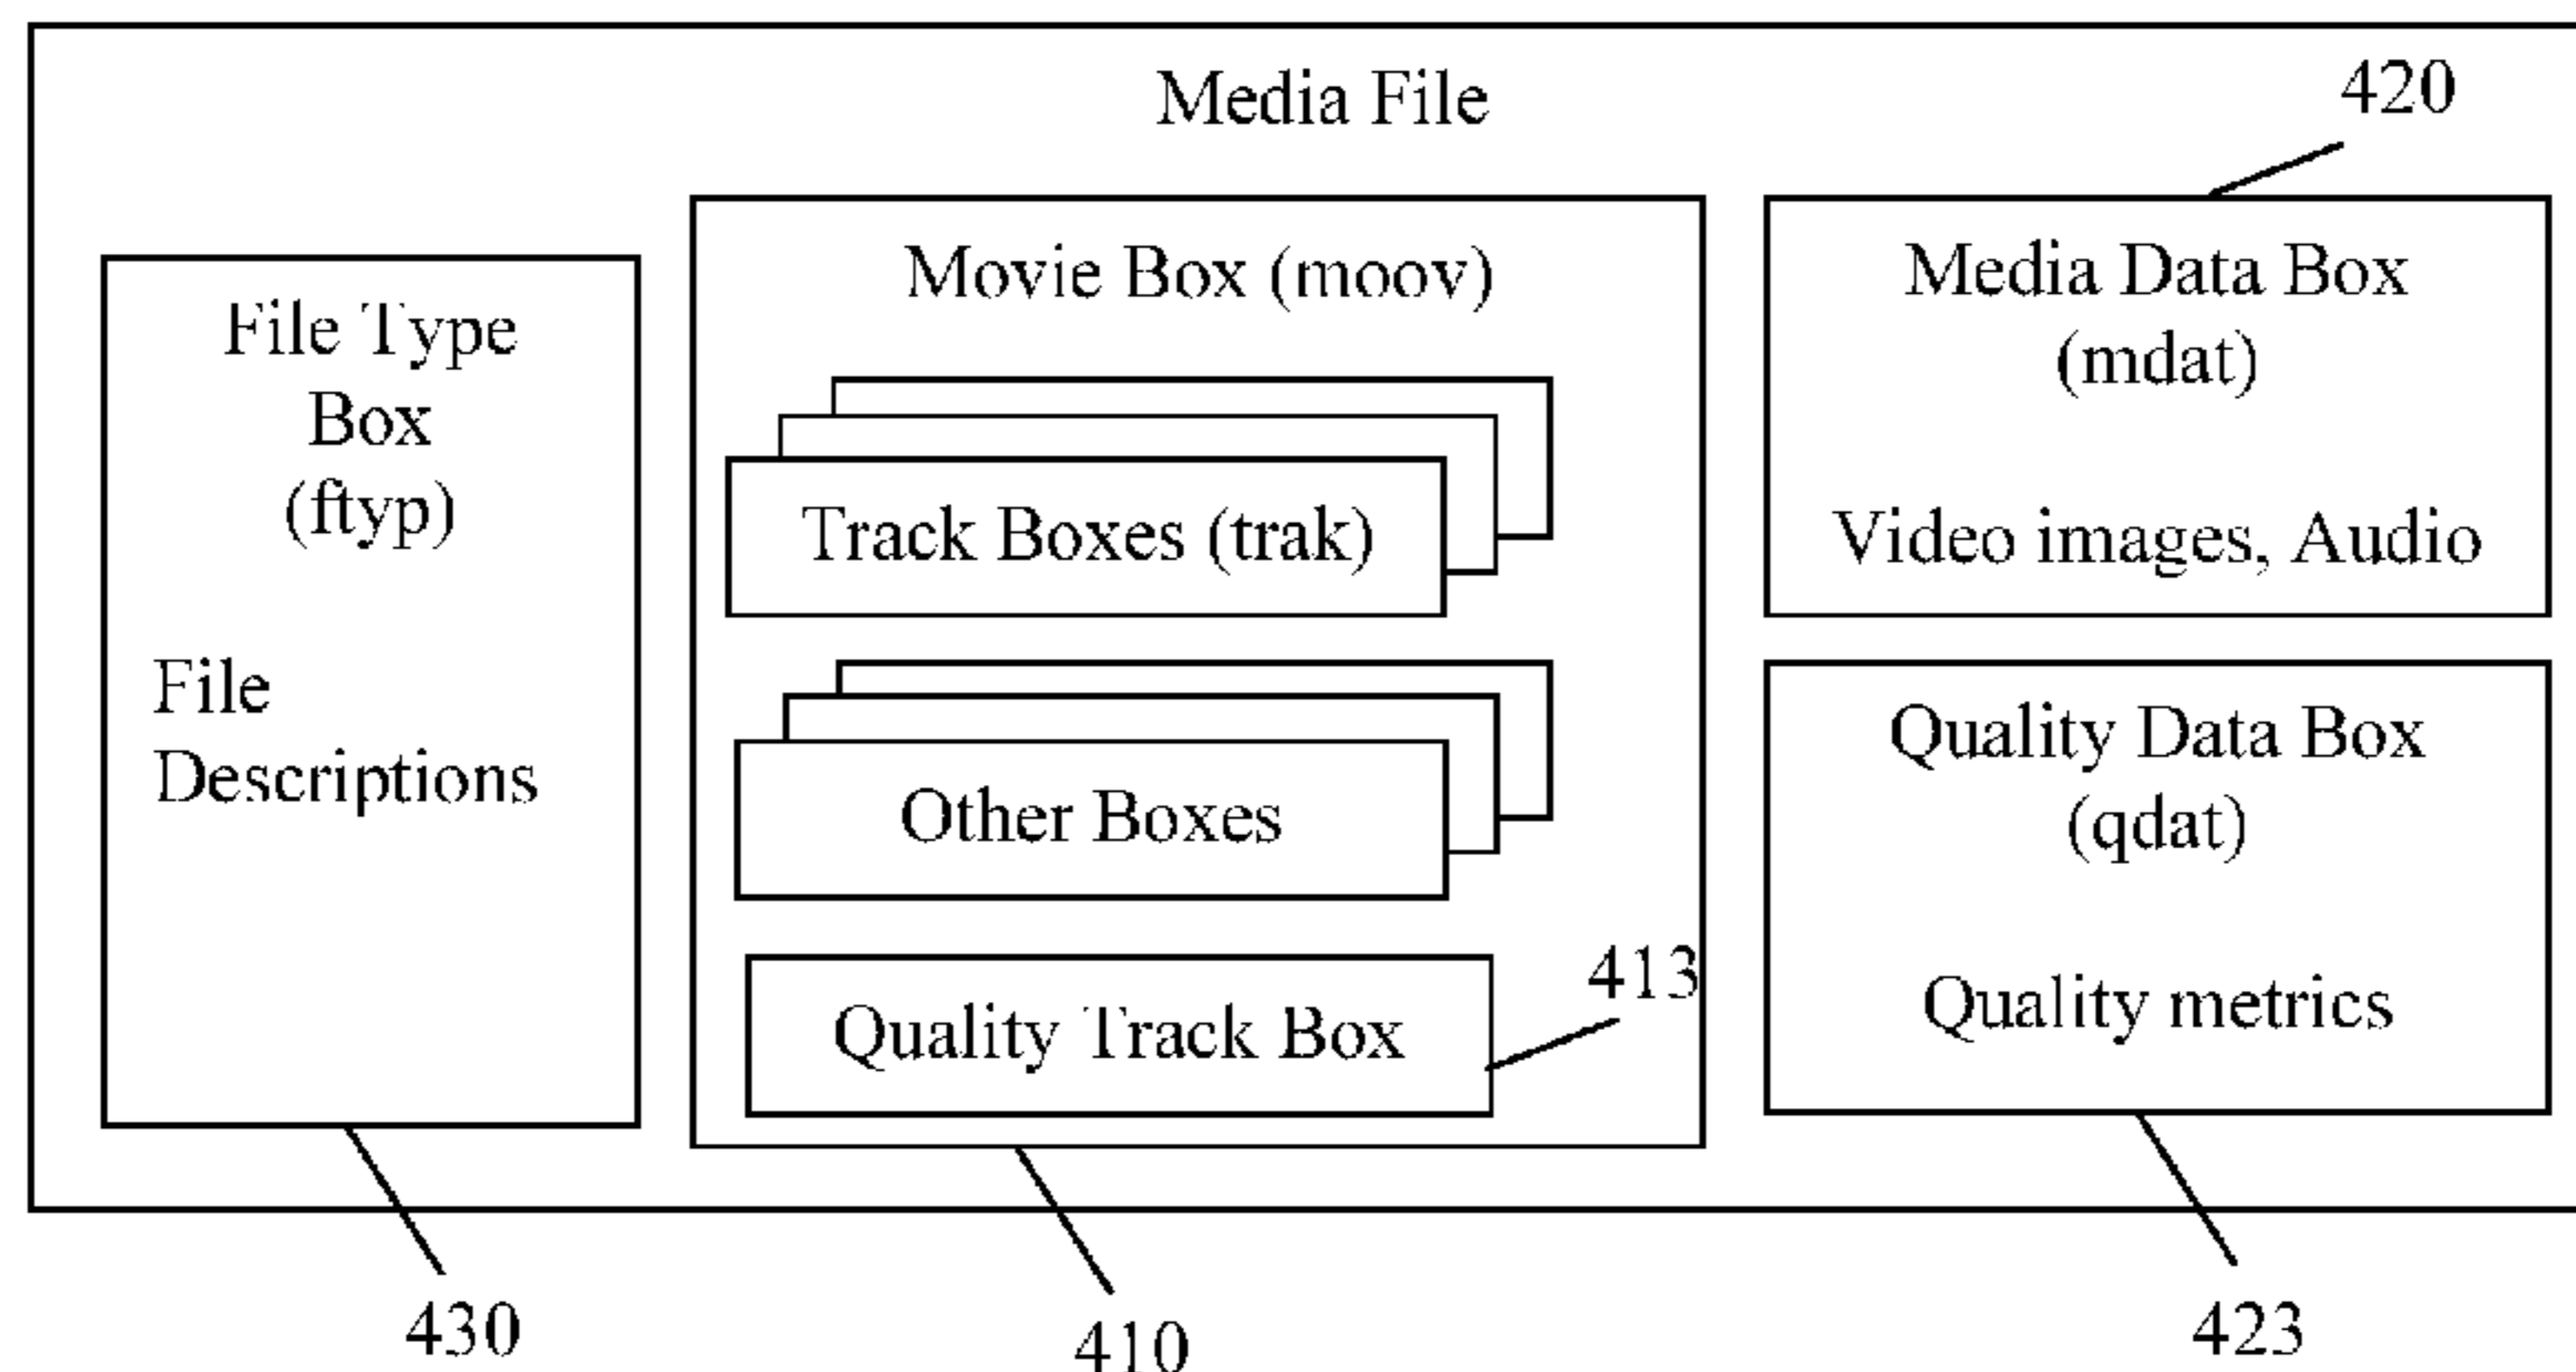 Media File
420
File Type
Box
(ftyp)
File
Descriptions
Movie Box (moov)
Track Boxes (trak)
Other Boxes
413
Quality Track Box
Media Data Box
(mdat)
Video images, Audio
Quality Data Box
(qdat)
Quality metrics
430
410
423